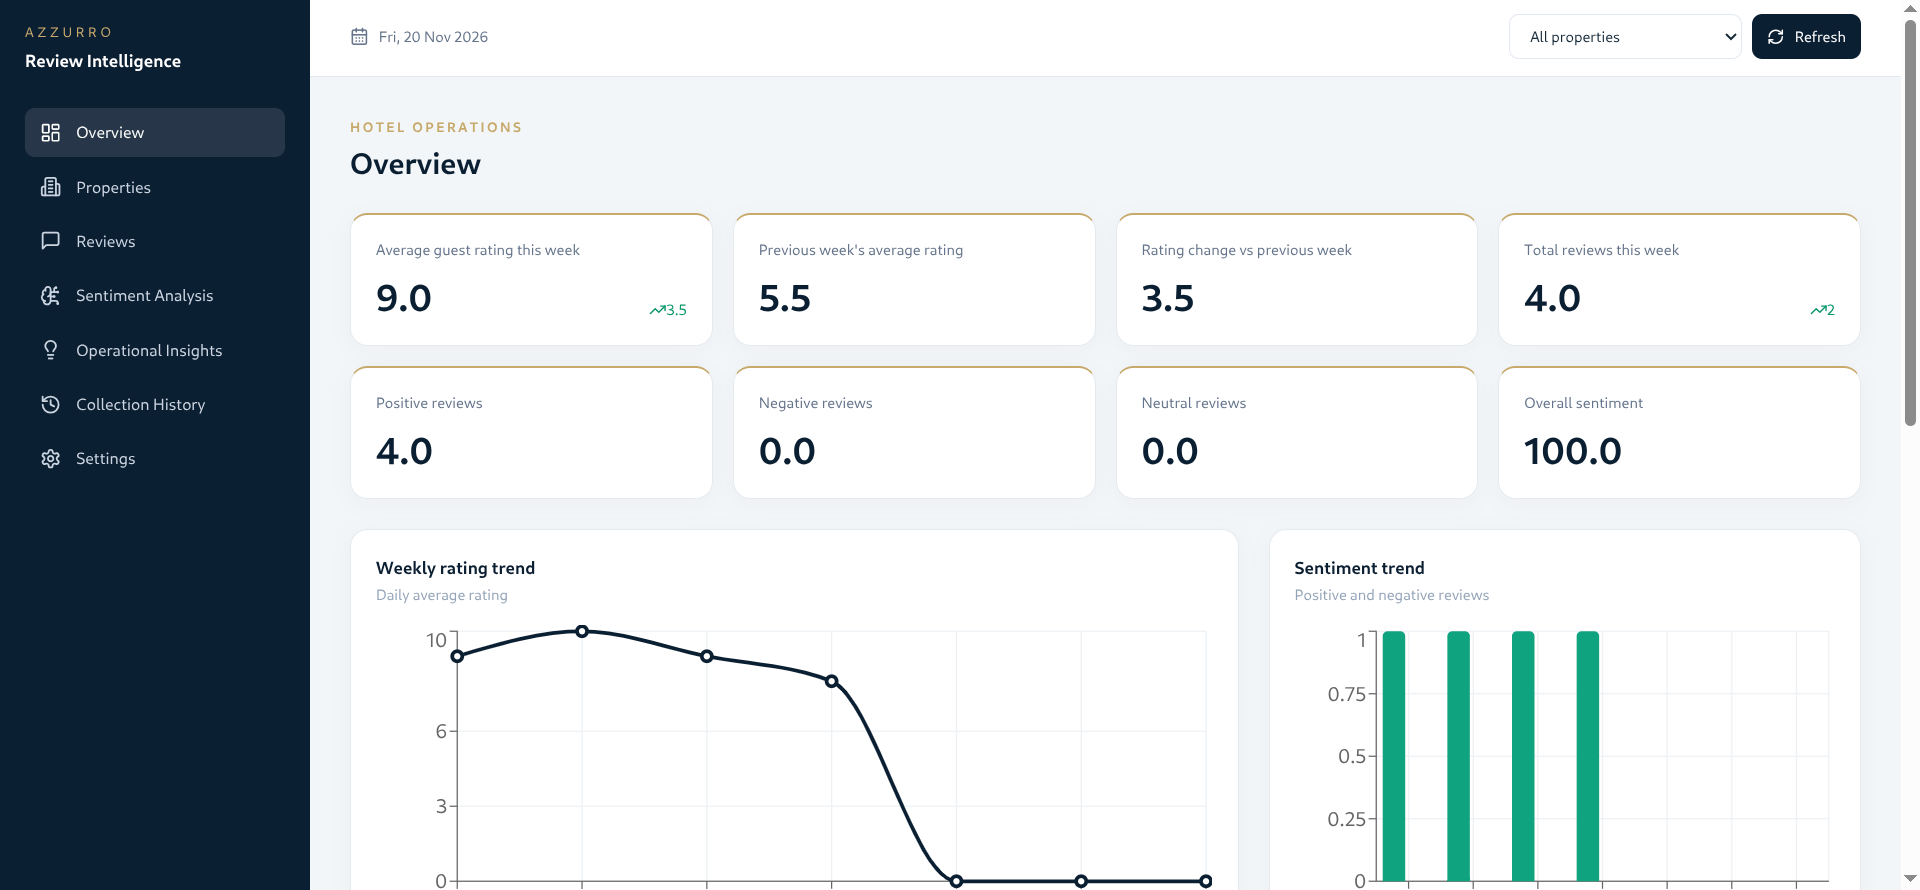 AZZURRO
Review Intelligence
Overview
Properties
Reviews
Sentiment Analysis
Operational Insights
Collection History
Settings
Fri, 20 Nov 2026
All properties
Refresh
HOTEL OPERATIONS
Overview
Average guest rating this week
9.0
3.5
Previous week's average rating
5.5
Rating change vs previous week
3.5
Total reviews this week
4.0
2
Positive reviews
4.0
Negative reviews
0.0
Neutral reviews
0.0
Overall sentiment
100.0
Weekly rating trend
Daily average rating
10
6
3
0
Sentiment trend
Positive and negative reviews
1
0.75
0.5
0.25
0